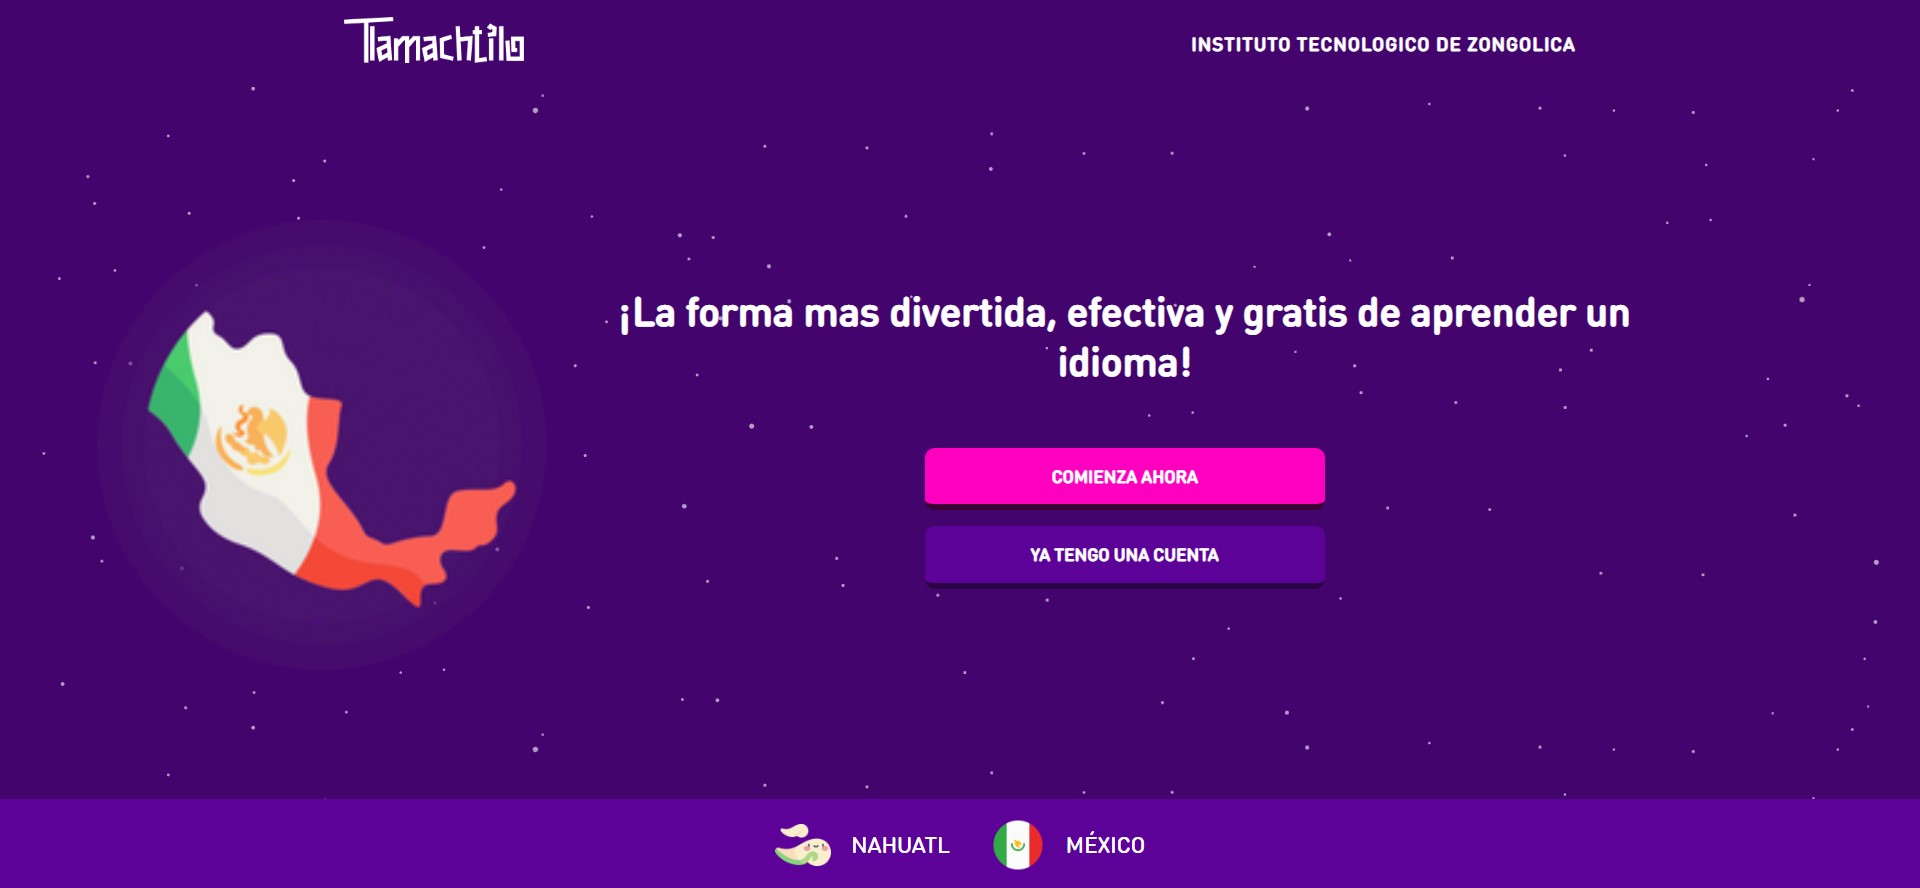 Tlamachtilo
INSTITUTO TECNOLOGICO DE ZONGOLICA
¡La forma mas divertida, efectiva y gratis de aprender un
idioma!
COMIENZA AHORA
YA TENGO UNA CUENTA
NAHUATL MÉXICO